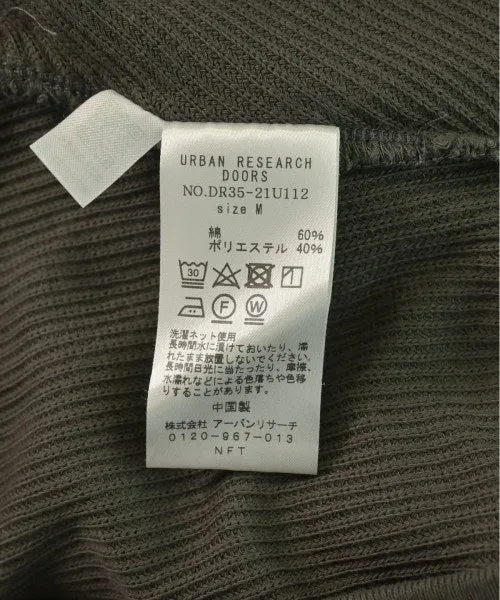 URBAN RESEARCH
DOORS
NO.DR35-21U112
size M
綿 60%
ポリエステル 40%
30
F W
洗濯ネット使用
長時間水に漬けておいたり、濡
れたまま放置しないでください。
長時間日光に当たったり、摩擦、
水濡れなどによる色落ちや色移
りすることがあります。
中国製
株式会社 アーバンリサーチ
0120-967-013
NFT